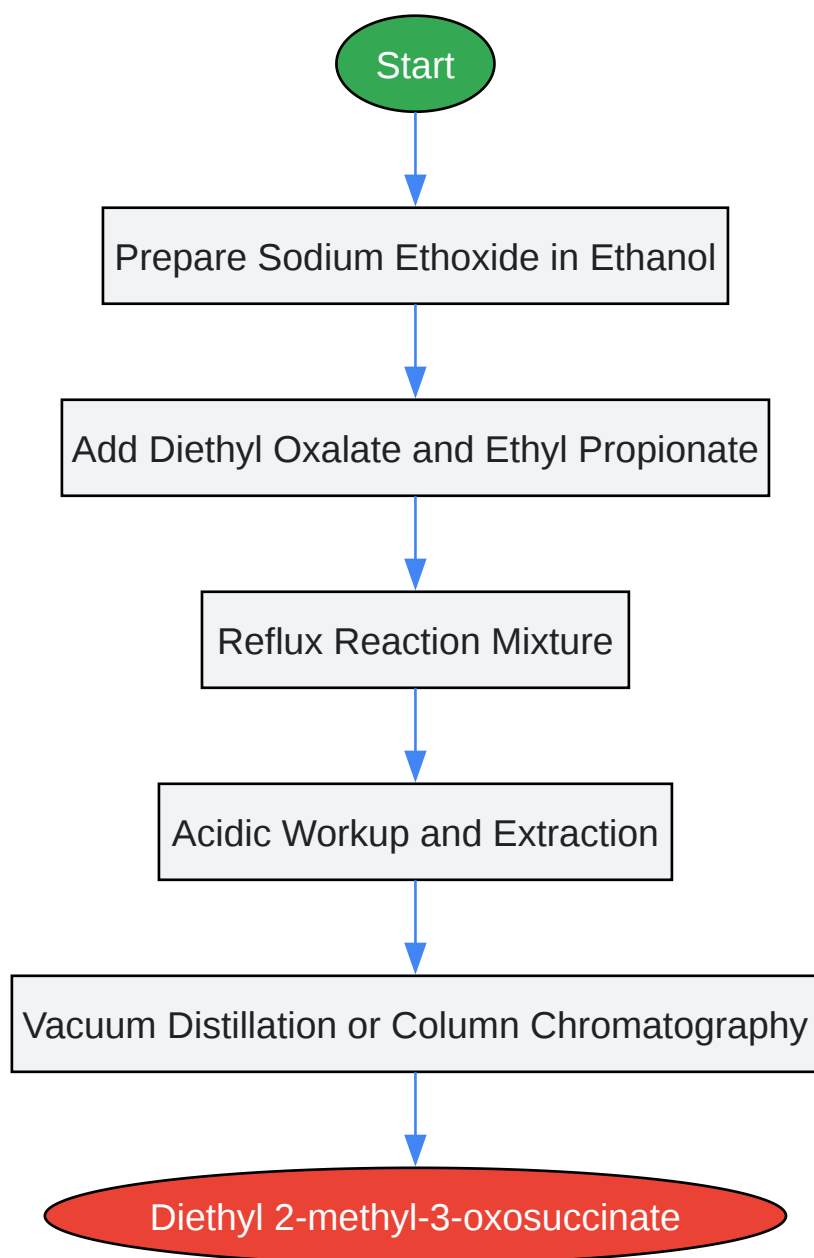 Start
Prepare Sodium Ethoxide in Ethanol
Add Diethyl Oxalate and Ethyl Propionate
Reflux Reaction Mixture
Acidic Workup and Extraction
Vacuum Distillation or Column Chromatography
Diethyl 2-methyl-3-oxosuccinate